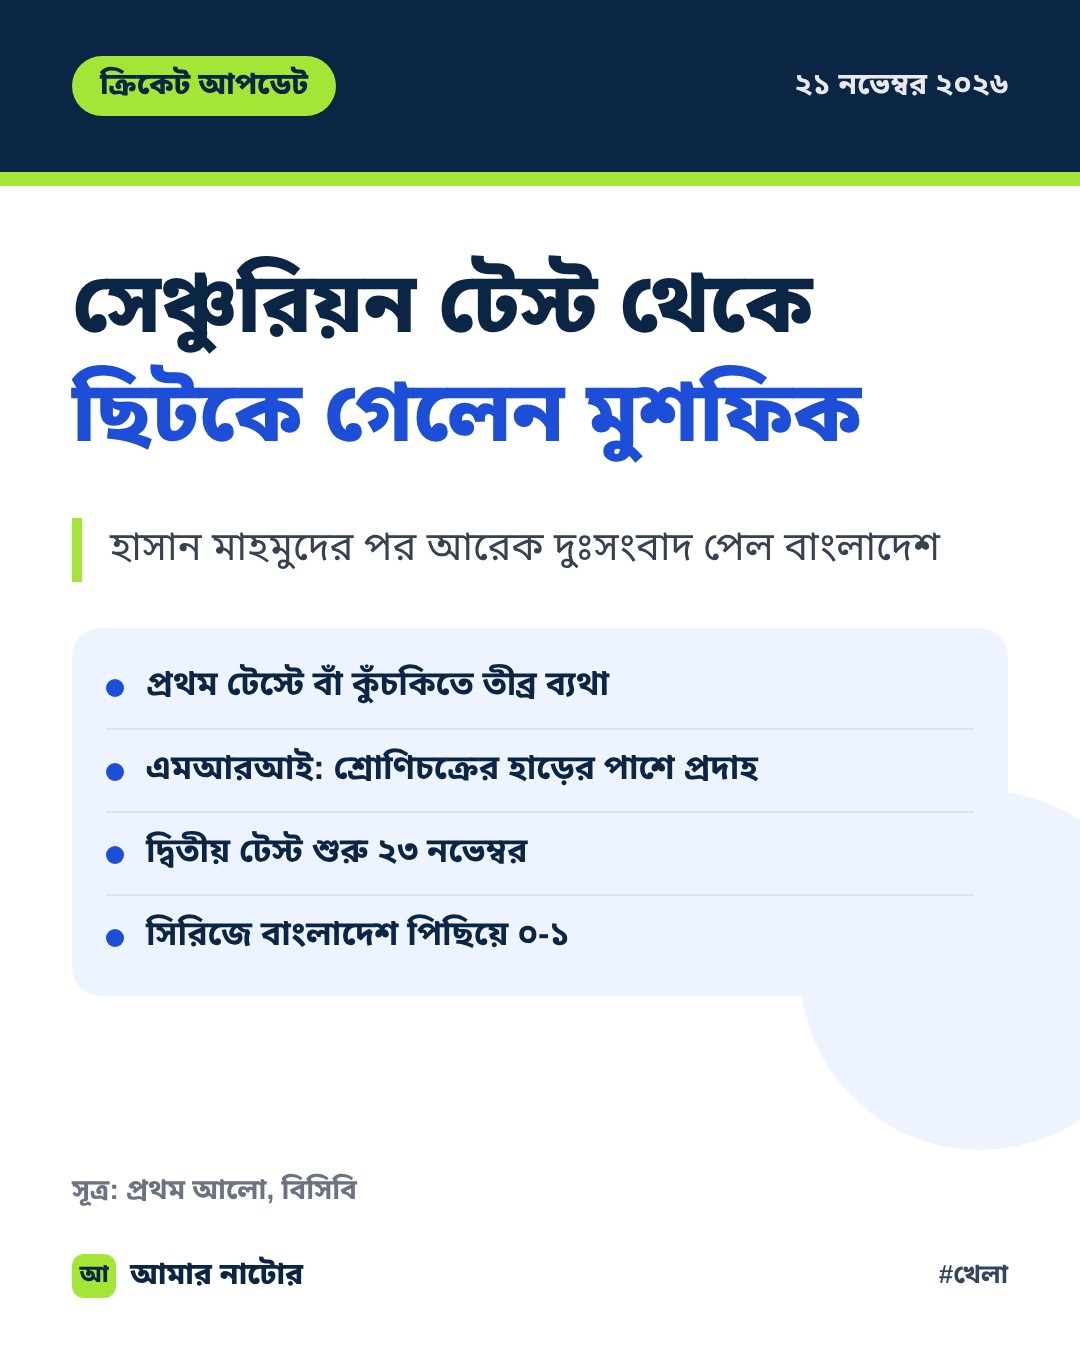 ক্রিকেট আপডেট
২১ নভেম্বর ২০২৬
সেঞ্চুরিয়ন টেস্ট থেকে
ছিটকে গেলেন মুশফিক
হাসান মাহমুদের পর আরেক দুঃসংবাদ পেল বাংলাদেশ
প্রথম টেস্টে বাঁ কুঁচকিতে তীব্র ব্যথা
এমআরআই: শ্রোণিচক্রের হাড়ের পাশে প্রদাহ
দ্বিতীয় টেস্ট শুরু ২৩ নভেম্বর
সিরিজে বাংলাদেশ পিছিয়ে ০-১
সূত্র: প্রথম আলো, বিসিবি
আ আমার নাটোর
#খেলা